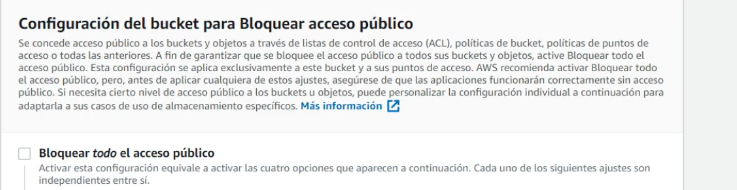 Configuración del bucket para Bloquear acceso público
Se concede acceso público a los buckets y objetos a través de listas de control de acceso (ACL), políticas de bucket, políticas de puntos de
acceso o todas las anteriores. A fin de garantizar que se bloquee el acceso público a todos sus buckets y objetos, active Bloquear todo el
acceso público. Esta configuración se aplica exclusivamente a este bucket y a sus puntos de acceso. AWS recomienda activar Bloquear todo
el acceso público, pero, antes de aplicar cualquiera de estos ajustes, asegúrese de que las aplicaciones funcionarán correctamente sin acceso
público. Si necesita cierto nivel de acceso público a los buckets u objetos, puede personalizar la configuración individual a continuación para
adaptarla a sus casos de uso de almacenamiento específicos. Más información
Bloquear todo el acceso público
Activar esta configuración equivale a activar las cuatro opciones que aparecen a continuación. Cada uno de los siguientes ajustes son
independientes entre sí.